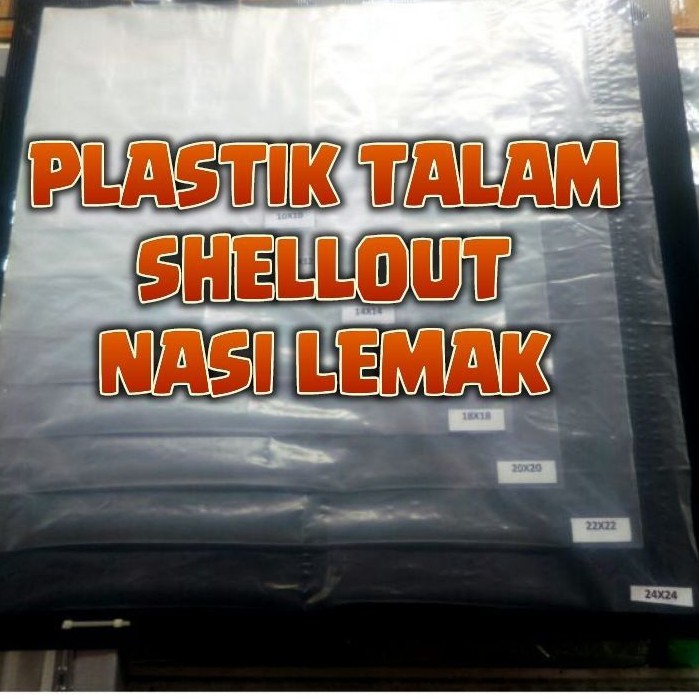 PLASTIK TALAM
10X10
SHELLOUT
14X14
NASI LEMAK
18X18
20X20
22X22
24X24